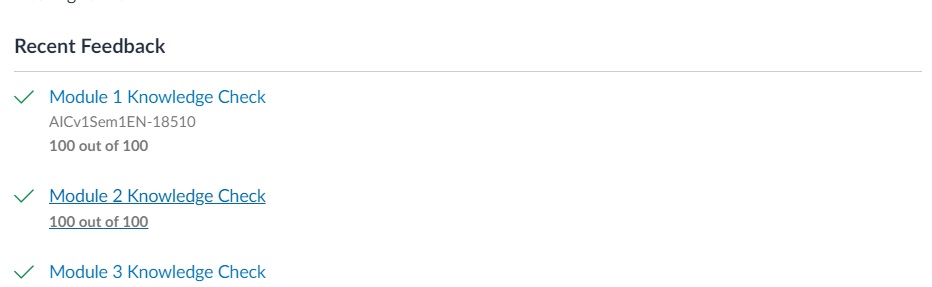 Recent Feedback
Module 1 Knowledge Check
AICv1Sem1EN-18510
100 out of 100
Module 2 Knowledge Check
100 out of 100
Module 3 Knowledge Check